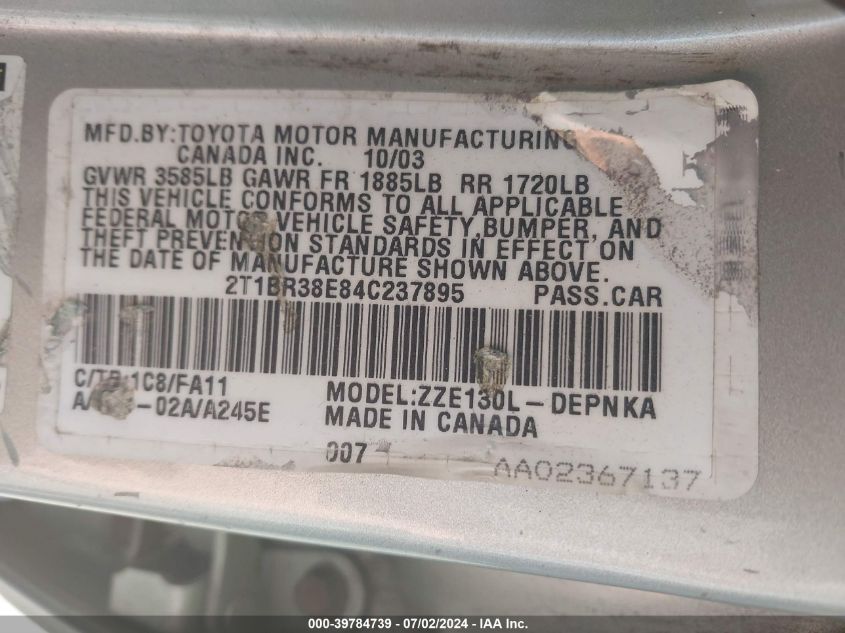 MFD.BY:TOYOTA MOTOR MANUFACTURING
CANADA INC. 10/03
GVWR 3585LB GAWR FR 1885LB RR 1720LB
THIS VEHICLE CONFORMS TO ALL APPLICABLE
FEDERAL MOTOR VEHICLE SAFETY,BUMPER, AND
THEFT PREVENTION STANDARDS IN EFFECT ON
THE DATE OF MANUFACTURE SHOWN ABOVE.
2T1BR38E84C237895 PASS.CAR
C/TR:1C8/FA11
-02A/A245E
MODEL:ZZE130L-DEPNKA
MADE IN CANADA
007
AA02367137
000-39784739 - 07/02/2024 - IAA Inc.